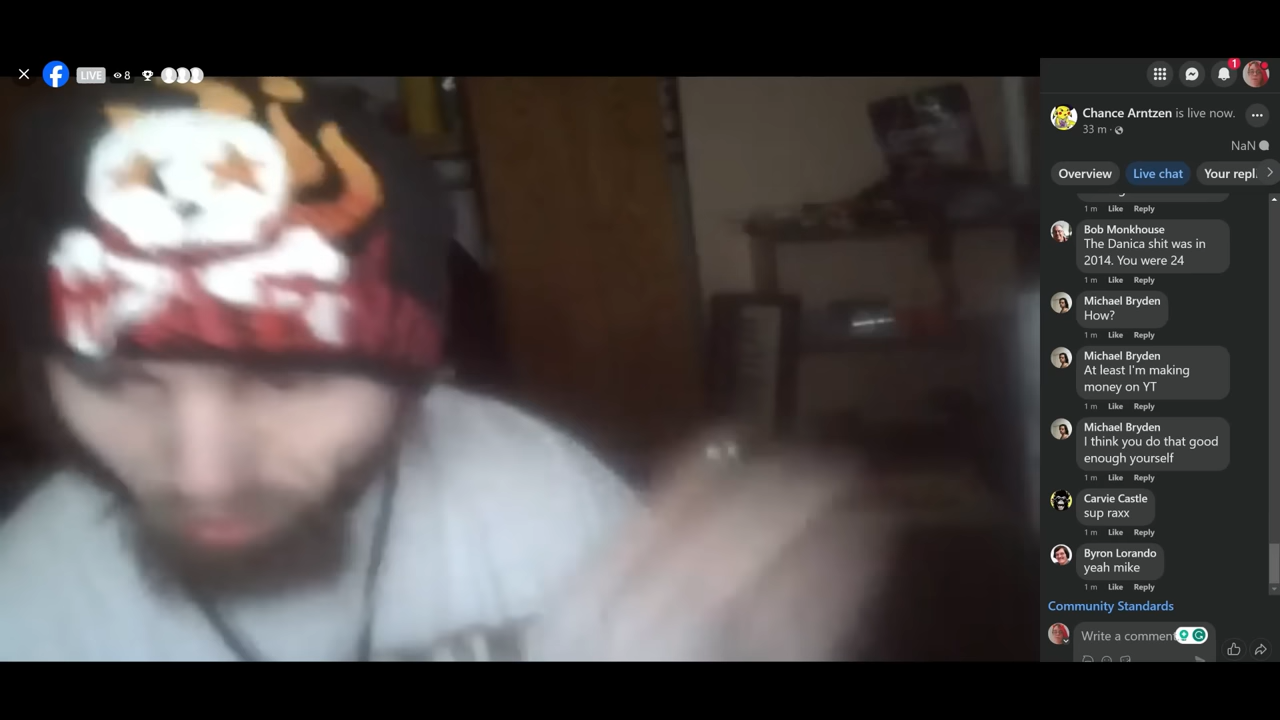 LIVE
8
1
Chance Arntzen is live now.
33 m
NaN
Overview
Live chat
Your repl.
1 m Like Reply
Bob Monkhouse
The Danica shit was in
2014. You were 24
1 m Like Reply
Michael Bryden
How?
1 m Like Reply
Michael Bryden
At least I'm making
money on YT
1 m Like Reply
Michael Bryden
I think you do that good
enough yourself
1 m Like Reply
Carvie Castle
sup raxx
1 m Like Reply
Byron Lorando
yeah mike
1 m Like Reply
Community Standards
Write a comment